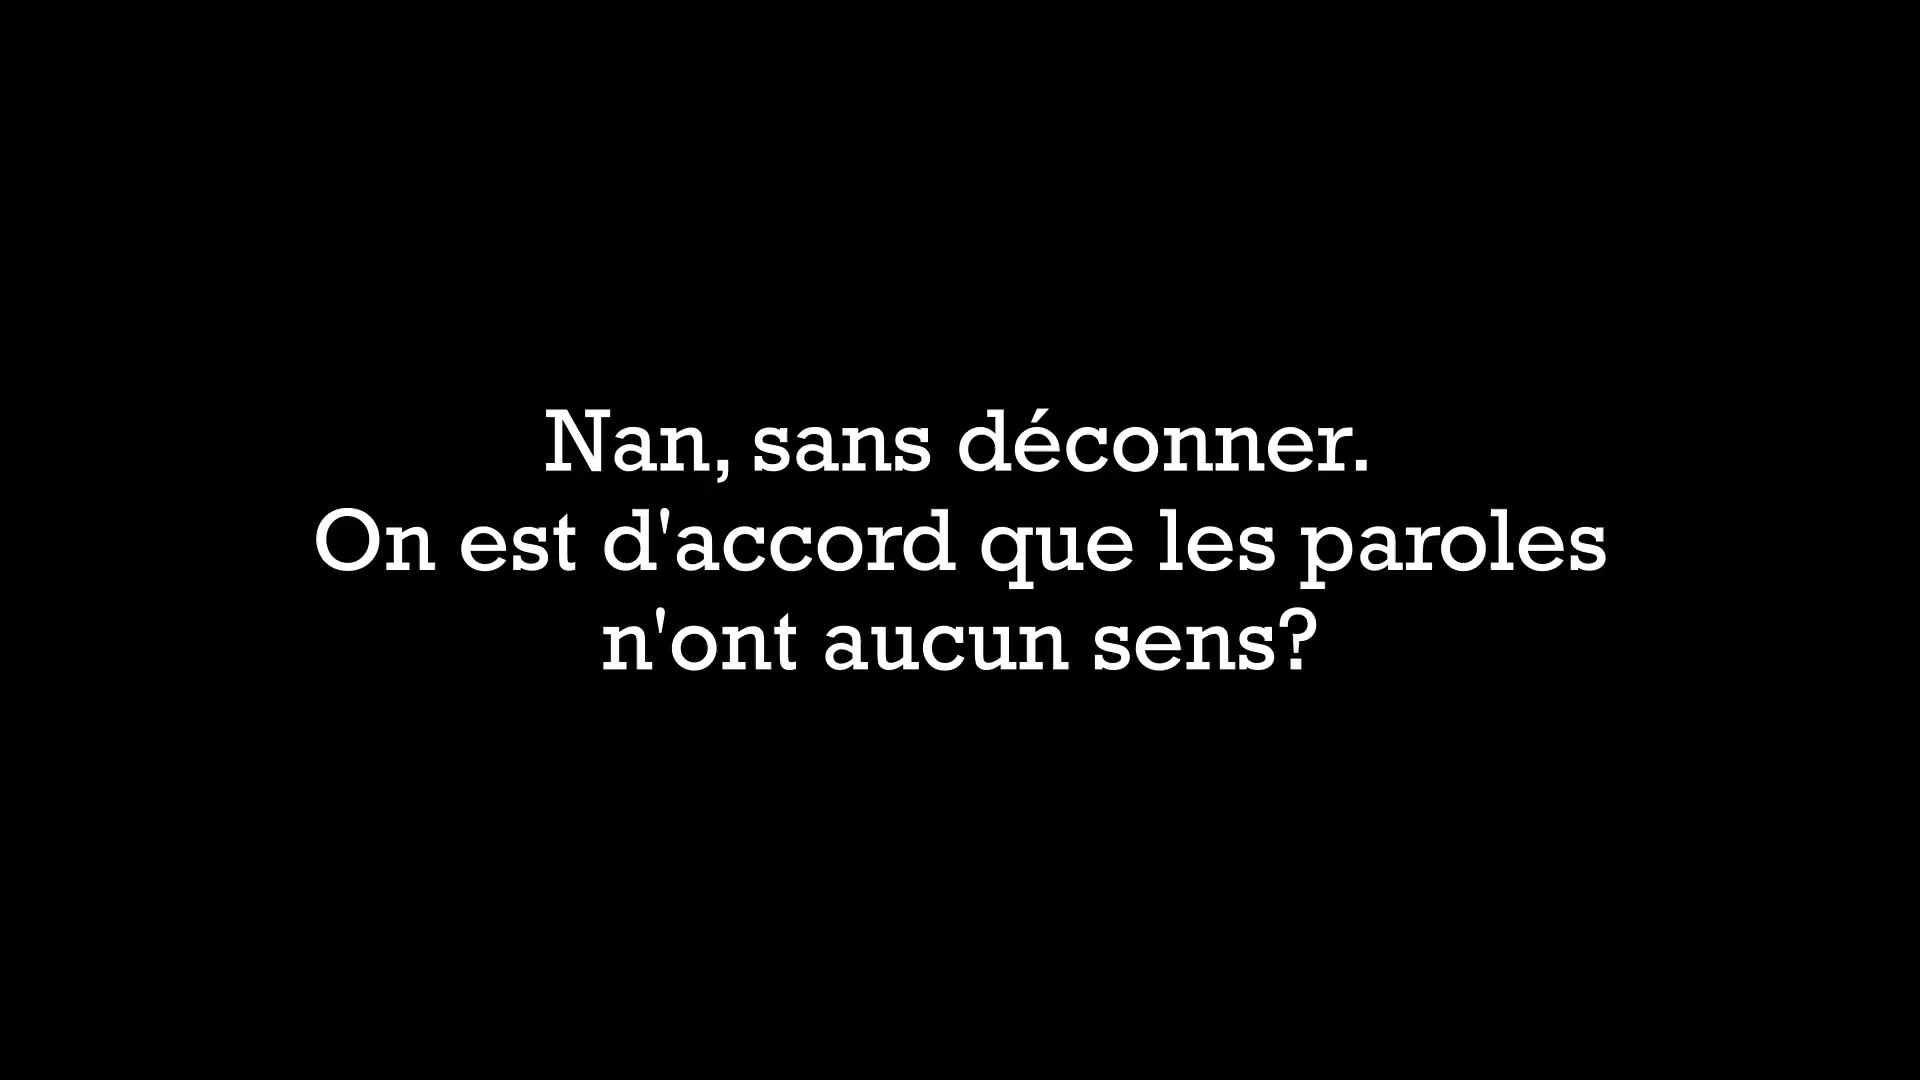 Nan, sans déconner.
On est d'accord que les paroles
n'ont aucun sens?